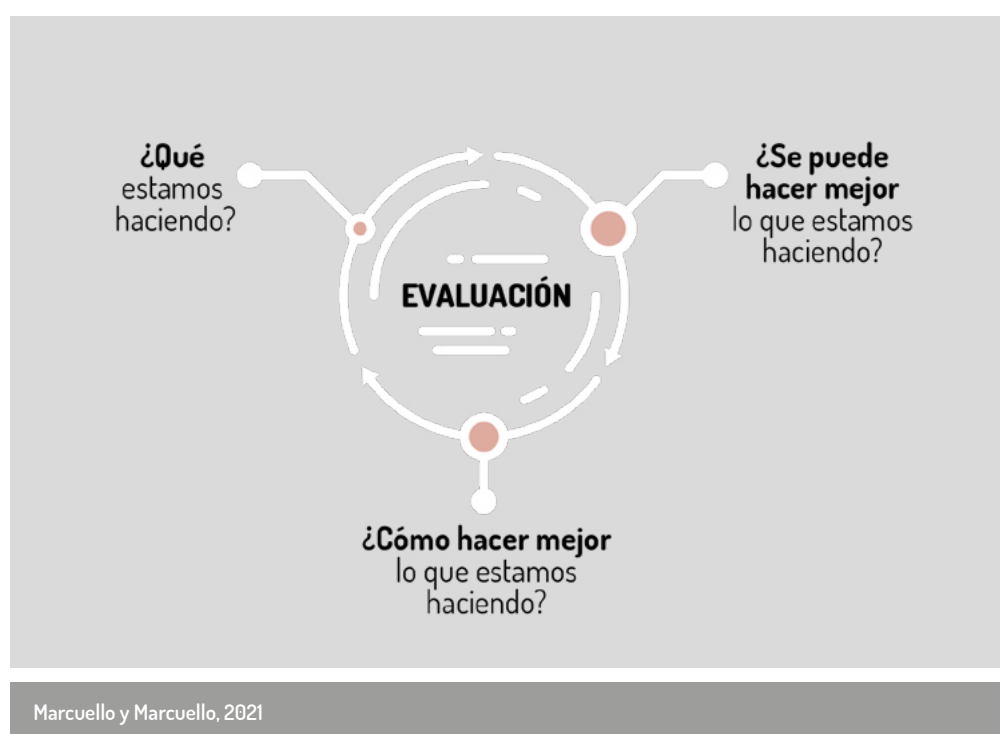 ¿Qué
estamos
haciendo?
¿Se puede
hacer mejor
lo que estamos
haciendo?
EVALUACIÓN
¿Cómo hacer mejor
lo que estamos
haciendo?
Marcuello y Marcuello, 2021